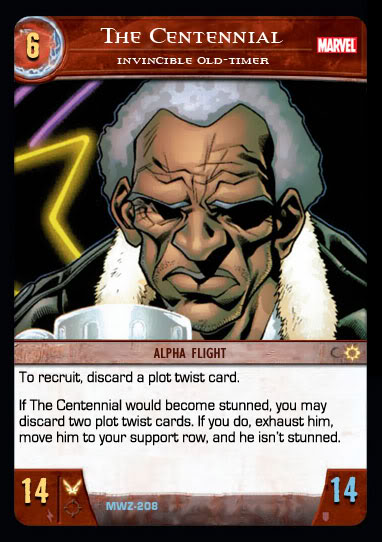 6
THE CENTENNIAL
INVINCIBLE OLD-TIMER
MARVEL
ALPHA FLIGHT
C
To recruit, discard a plot twist card.
If The Centennial would become stunned, you may
discard two plot twist cards. If you do, exhaust him,
move him to your support row, and he isn't stunned.
14
MWZ-208
14